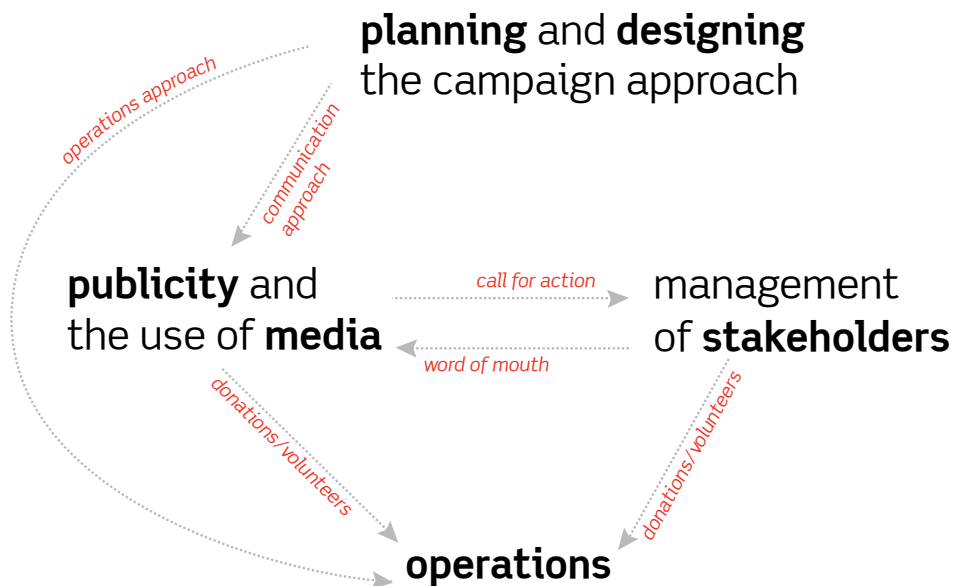 planning and designing
the campaign approach
operations approach
communication
approach
publicity and
the use of media
call for action
word of mouth
management
of stakeholders
donations/volunteers
donations/volunteers
operations